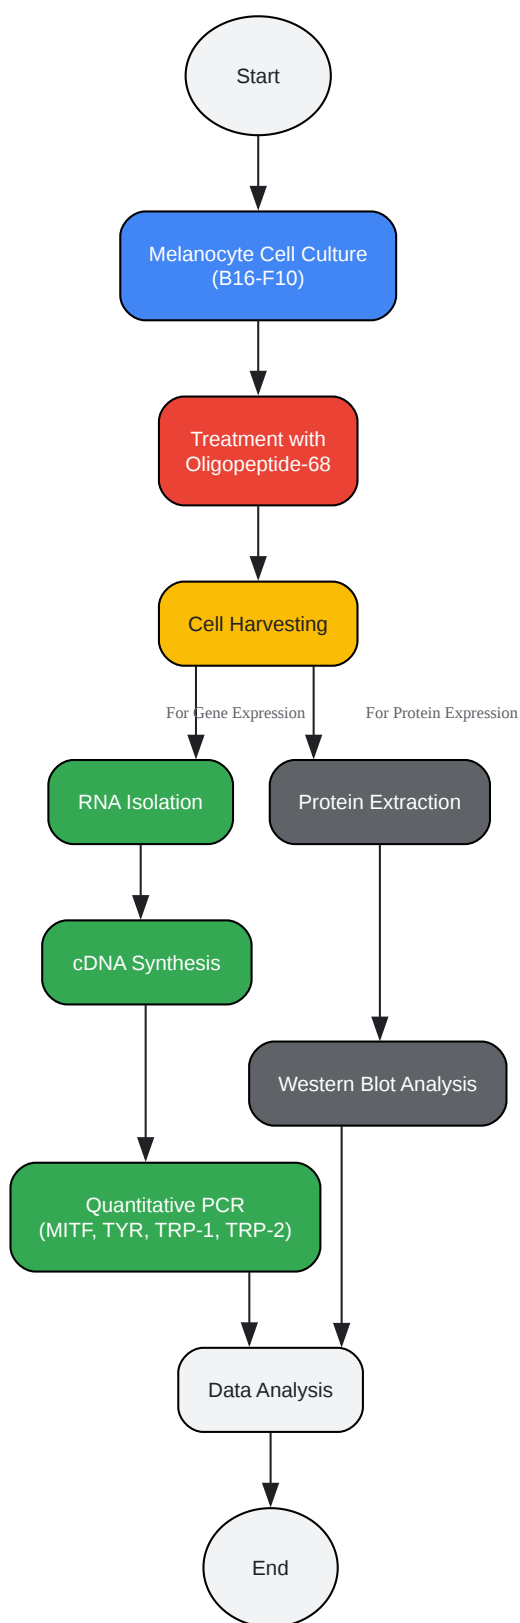 Start
Melanocyte Cell Culture
(B16-F10)
Treatment with
Oligopeptide-68
Cell Harvesting
For Gene Expression
For Protein Expression
RNA Isolation
Protein Extraction
cDNA Synthesis
Western Blot Analysis
Quantitative PCR
(MITF, TYR, TRP-1, TRP-2)
Data Analysis
End